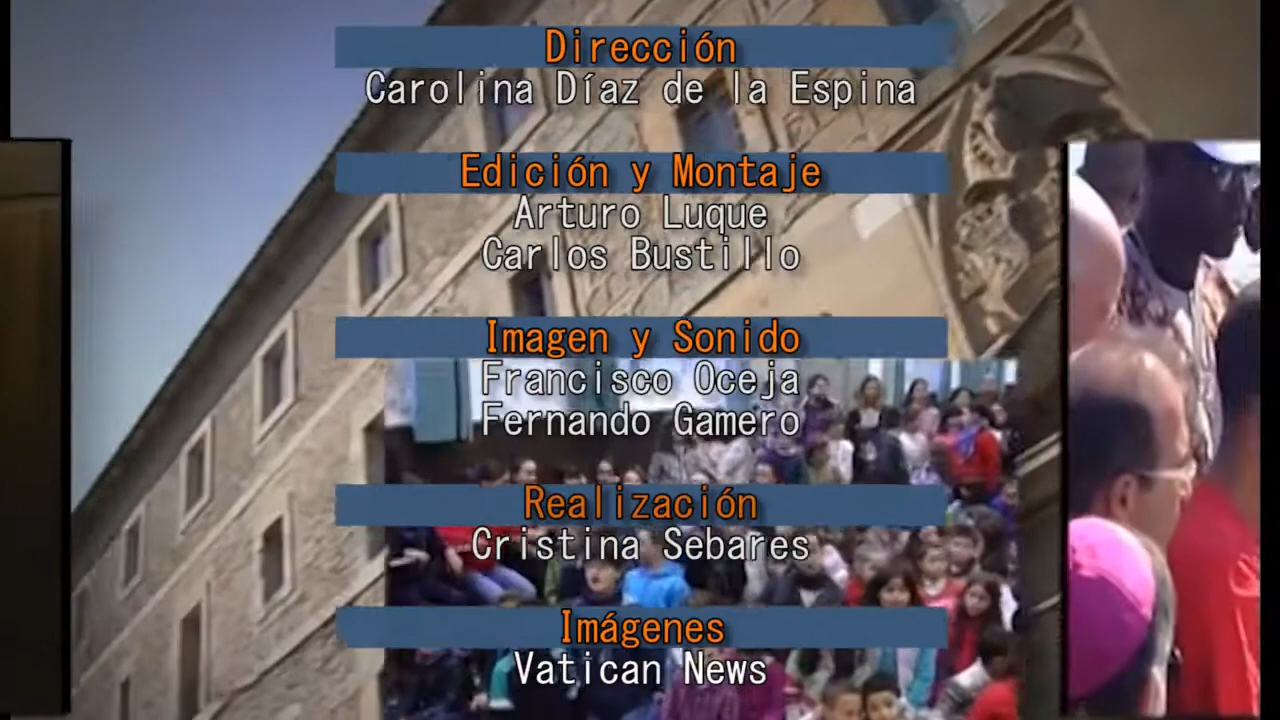 Dirección
Carolina Díaz de la Espina
Edición y Montaje
Arturo Luque
Carlos Bustillo
Imagen y Sonido
Francisco Oceja
Fernando Gamero
Realización
Cristina Sebares
Imágenes
Vatican News